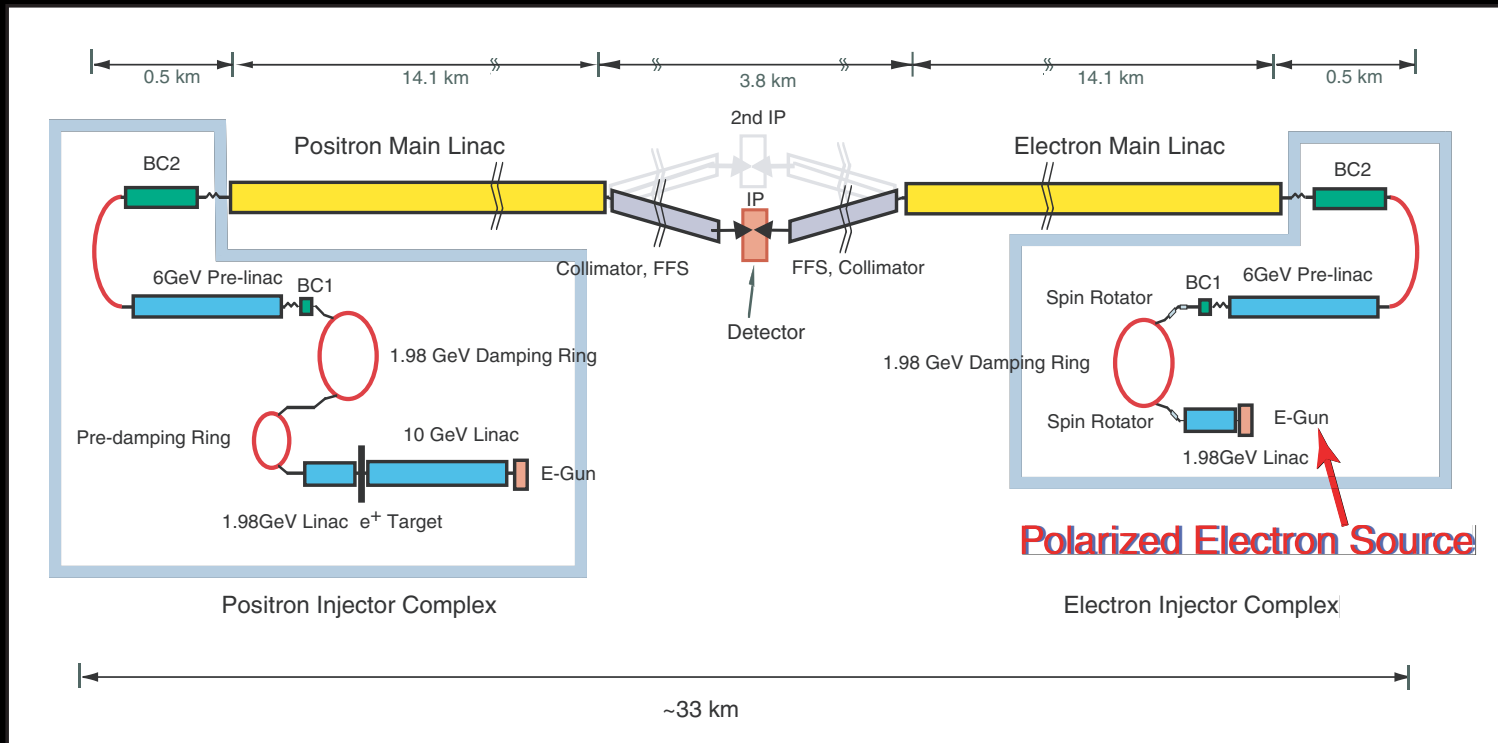 0.5 km
14.1 km
3.8 km
14.1 km
0.5 km
2nd IP
Positron Main Linac
Electron Main Linac
BC2
BC2
IP
Collimator, FFS
FFS, Collimator
6GeV Pre-linac
BC1
BC1
6GeV Pre-linac
Spin Rotator
Detector
1.98 GeV Damping Ring
1.98 GeV Damping Ring
Pre-damping Ring
10 GeV Linac
Spin Rotator
E-Gun
E-Gun
1.98GeV Linac
1.98GeV Linac
e+ Target
Polarized Electron Source
Positron Injector Complex
Electron Injector Complex
~33 km